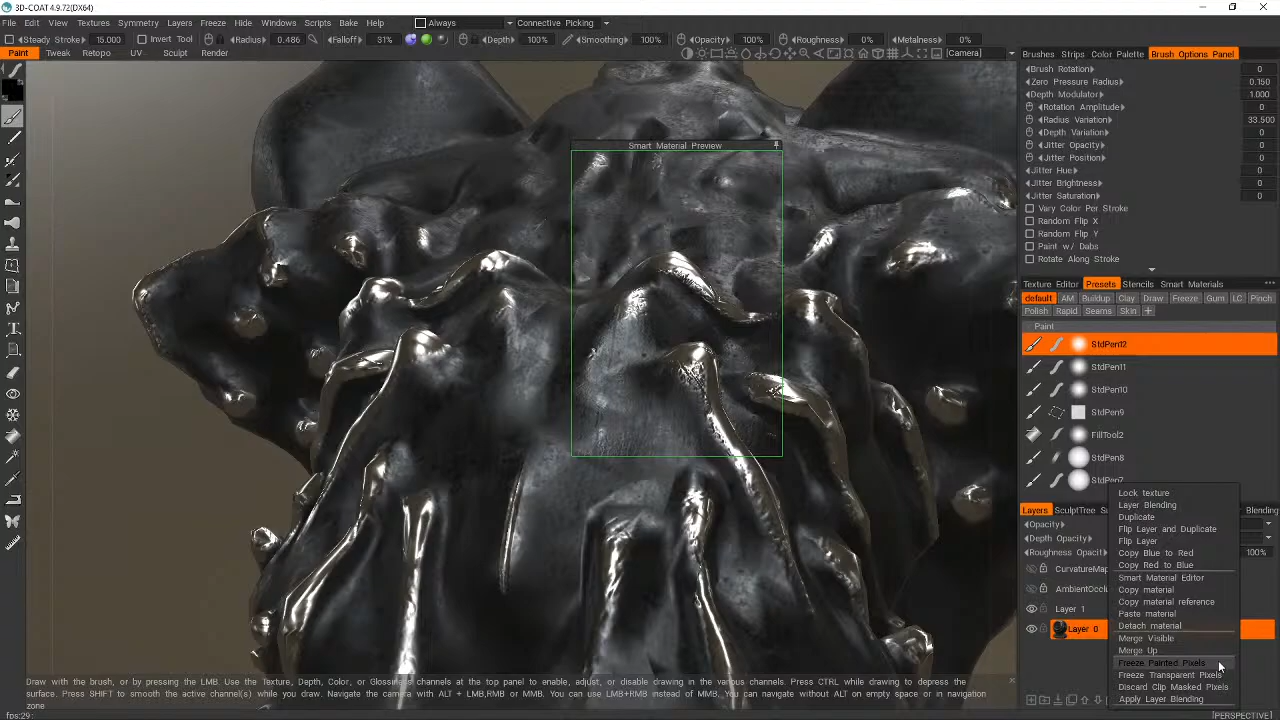 3D-COAT 4.9.72(DX64)
File Edit View Textures Symmetry Layers Freeze Hide Windows Scripts Bake Help Always Connective Picking
Steady Stroke 15.000 Invert Tool Radius 0.486 Falloff 31% Depth 100% Smoothing 100% Opacity 100% Roughness 0% Metalness 0%
Paint Tweak Retopo UV Sculpt Render [Camera] Brushes Strips Color Palette Brush Options Panel
Brush Rotation 0
Zero Pressure Radius 0.150
Depth Modulator 1.000
Rotation Amplitude 0
Radius Variation 33.500
Depth Variation 0
Jitter Opacity 0
Jitter Position 0
Jitter Hue 0
Jitter Brightness 0
Jitter Saturation 0
Vary Color Per Stroke
Random Flip X
Random Flip Y
Paint w/ Dabs
Rotate Along Stroke
Smart Material Preview
Texture Editor Presets Stencils Smart Materials
default AM Buildup Clay Draw Freeze Gum LC Pinch
Polish Rapid Seams Skin +
Paint
StdPen12
StdPen11
StdPen10
StdPen9
FillTool2
StdPen8
StdPen7
Lock texture
Layer Blending
Duplicate
Flip Layer and Duplicate
Flip Layer
Copy Blue to Red
Copy Red to Blue
Smart Material Editor
Copy material
Copy material reference
Paste material
Detach material
Merge Visible
Merge Up
Freeze Painted Pixels
Freeze Transparent Pixels
Discard Clip Masked Pixels
Apply Layer Blending
Layers SculptTree Blending
Opacity
Depth Opacity
Roughness Opacit 100%
CurvatureMap
AmbientOcclu
Layer 1
Layer 0
Draw with the brush, or by pressing the LMB. Use the Texture, Depth, Color, or Glossiness channels at the top panel to enable, adjust, or disable drawing in the various channels. Press CTRL while drawing to depress the
surface. Press SHIFT to smooth the active channel(s) while you draw. Navigate the camera with ALT + LMB,RMB or MMB. You can use LMB+RMB instead of MMB. You can navigate without ALT on empty space or in navigation
zone
fps:29 [PERSPECTIVE]